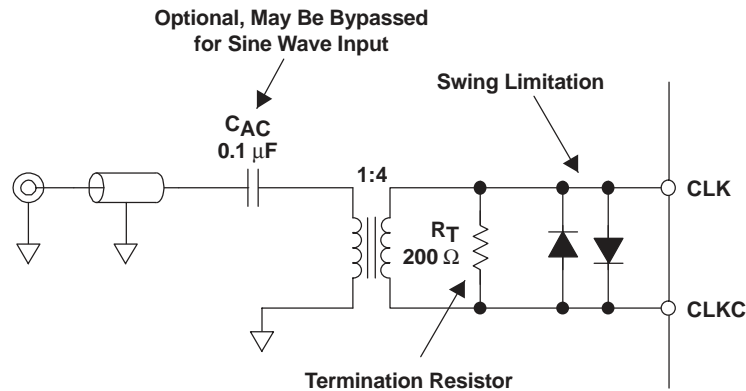 Optional, May Be Bypassed
for Sine Wave Input
Swing Limitation
CAC
0.1 μF
1:4
CLK
RT
200 Ω
CLKC
Termination Resistor